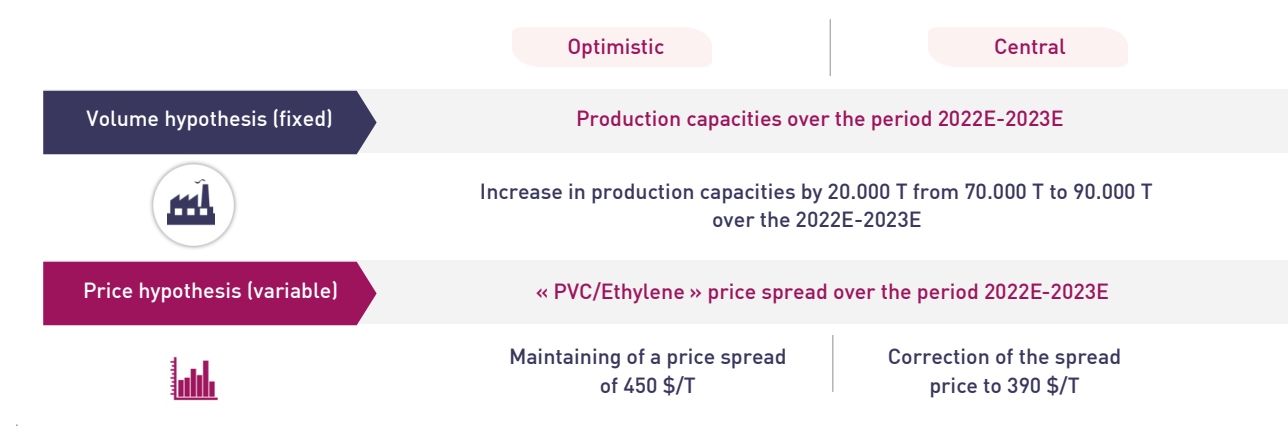 Optimistic
Central
Volume hypothesis (fixed)
Production capacities over the period 2022E-2023E
Increase in production capacities by 20.000 T from 70.000 T to 90.000 T
over the 2022E-2023E
Price hypothesis (variable)
« PVC/Ethylene » price spread over the period 2022E-2023E
Maintaining of a price spread
of 450 $/T
Correction of the spread
price to 390 $/T